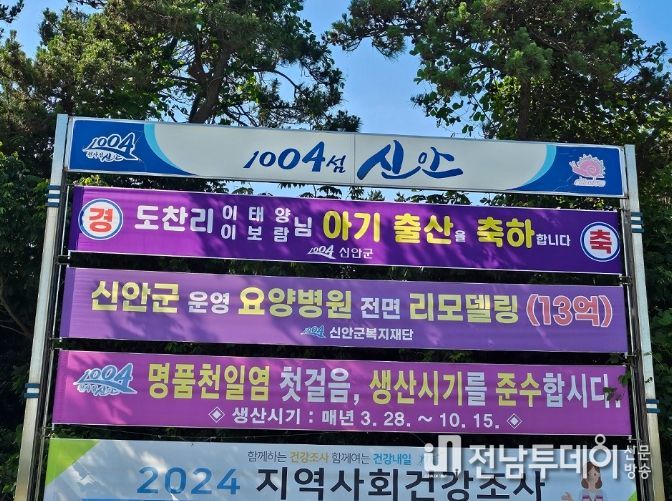 1004섬 신안
경 도찬리 이태양 이보람 님 아기 출산을 축하합니다 축
1004 신안군
신안군 운영 요양병원 전면 리모델링 (13억)
1004 신안군복지재단
1004 명품천일염 첫걸음, 생산시기를 준수합시다.
◈ 생산시기 : 매년 3. 28. ~ 10. 15. ◈
함께하는 건강조사 함께여는 건강내일
2024 지역사회건강조사
전남투데이 신문방송